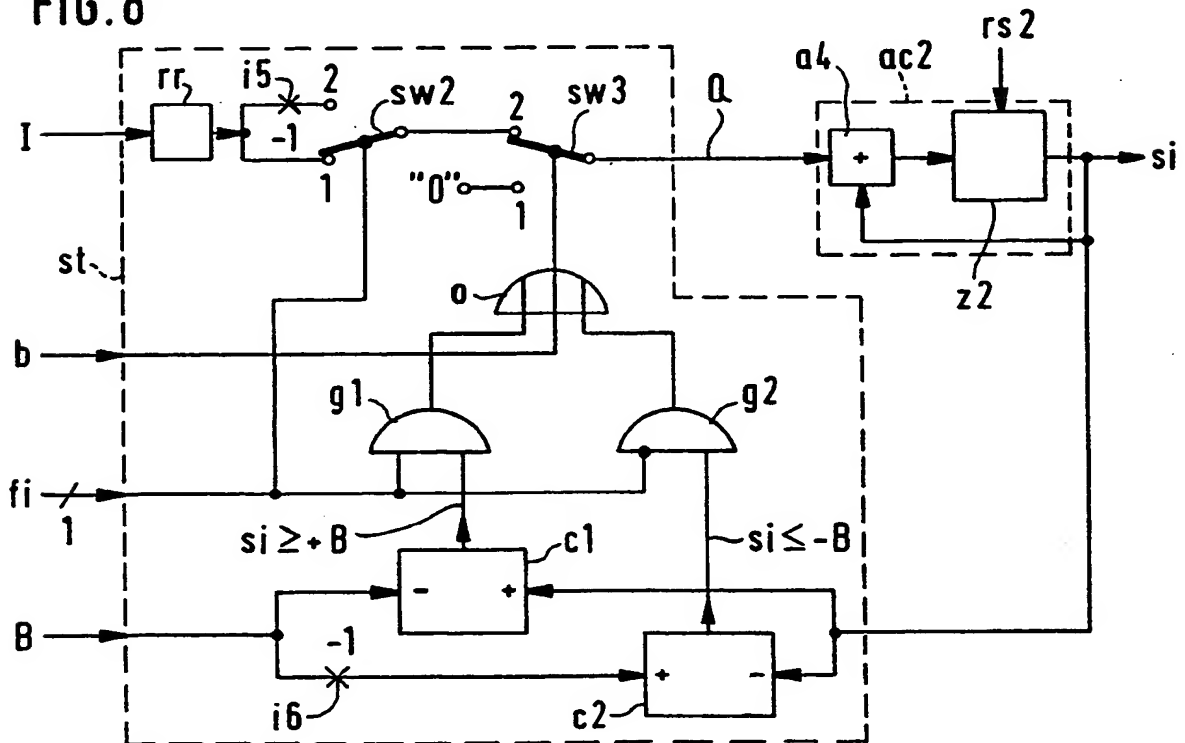 FIG. 8
rs2
a4
ac2
rr
i5
2
sw2
2
sw3
Q
I
-1
+
si
1
"0"
1
st
z2
o
b
g1
g2
fi
1
si ≥ + B
c1
si ≤ -B
-
+
B
-1
+
-
i6
c2